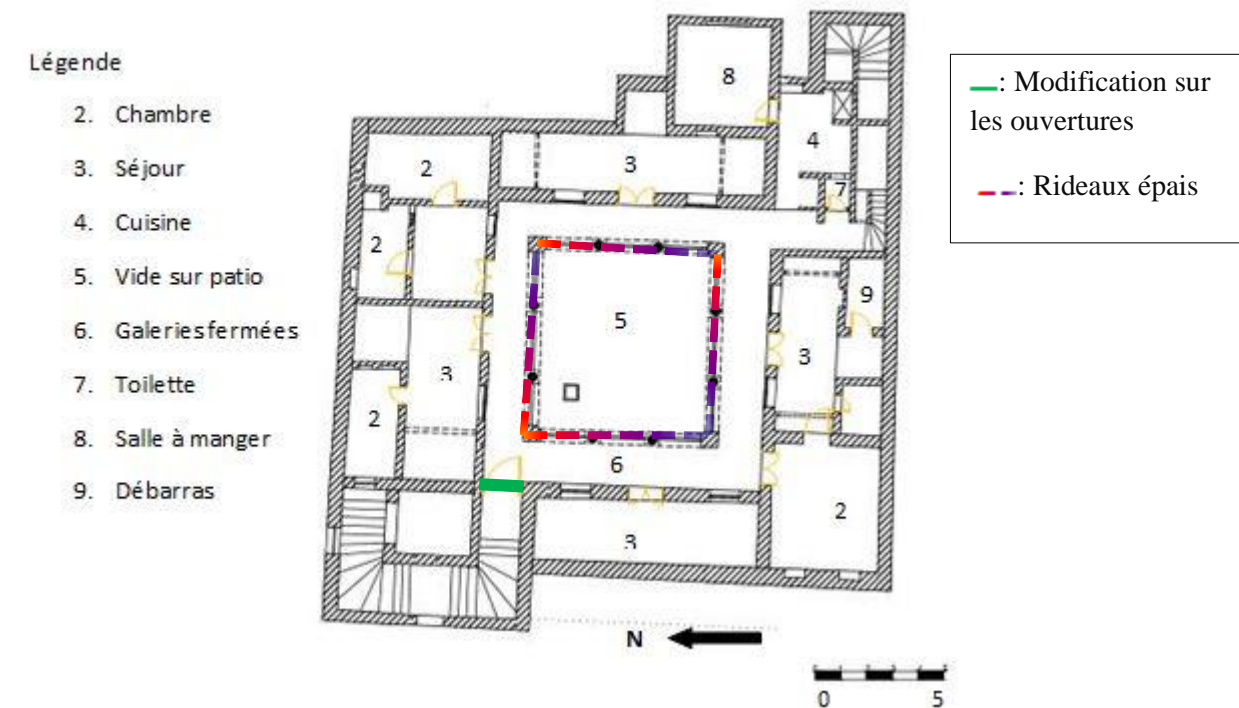 Légende
2. Chambre
3. Séjour
4. Cuisine
5. Vide sur patio
6. Galeries fermées
7. Toilette
8. Salle à manger
9. Débarras
: Modification sur
les ouvertures
: Rideaux épais
8
4
2
3
7
2
5
9
3
3
2
6
2
3
N
0 5